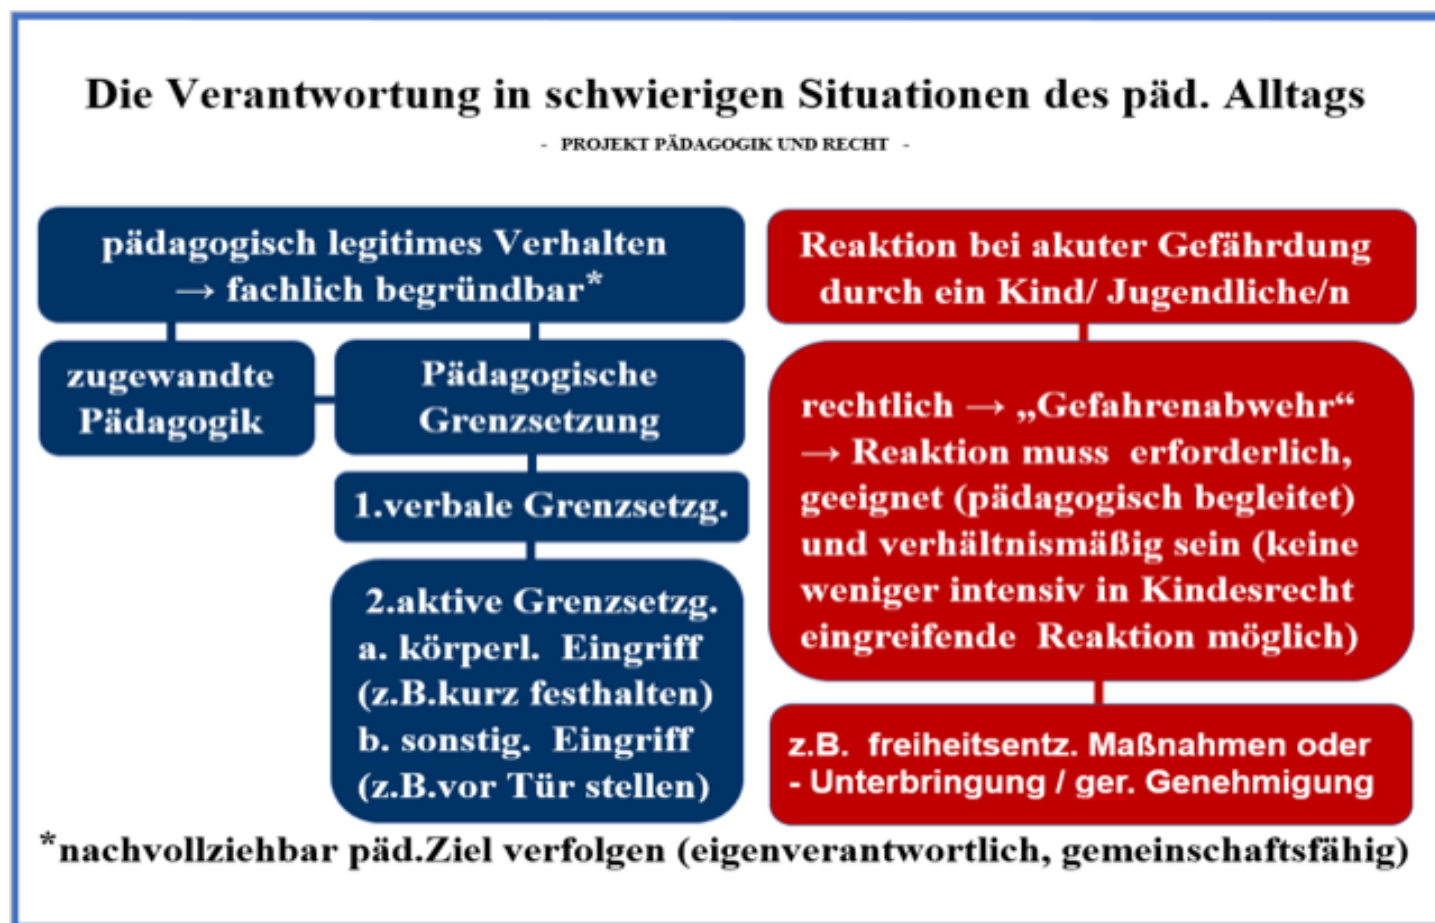 Die Verantwortung in schwierigen Situationen des päd. Alltags
- PROJEKT PÄDAGOGIK UND RECHT -
pädagogisch legitimes Verhalten
→ fachlich begründbar*
zugewandte
Pädagogik
Pädagogische
Grenzsetzung
1.verbale Grenzsetzg.
2.aktive Grenzsetzg.
a. körperl. Eingriff
(z.B.kurz festhalten)
b. sonstig. Eingriff
(z.B.vor Tür stellen)
Reaktion bei akuter Gefährdung
durch ein Kind/ Jugendliche/n
rechtlich → „Gefahrenabwehr“
→ Reaktion muss erforderlich,
geeignet (pädagogisch begleitet)
und verhältnismäßig sein (keine
weniger intensiv in Kindesrecht
eingreifende Reaktion möglich)
z.B. freiheitsentz. Maßnahmen oder
- Unterbringung / ger. Genehmigung
*nachvollziehbar päd.Ziel verfolgen (eigenverantwortlich, gemeinschaftsfähig)